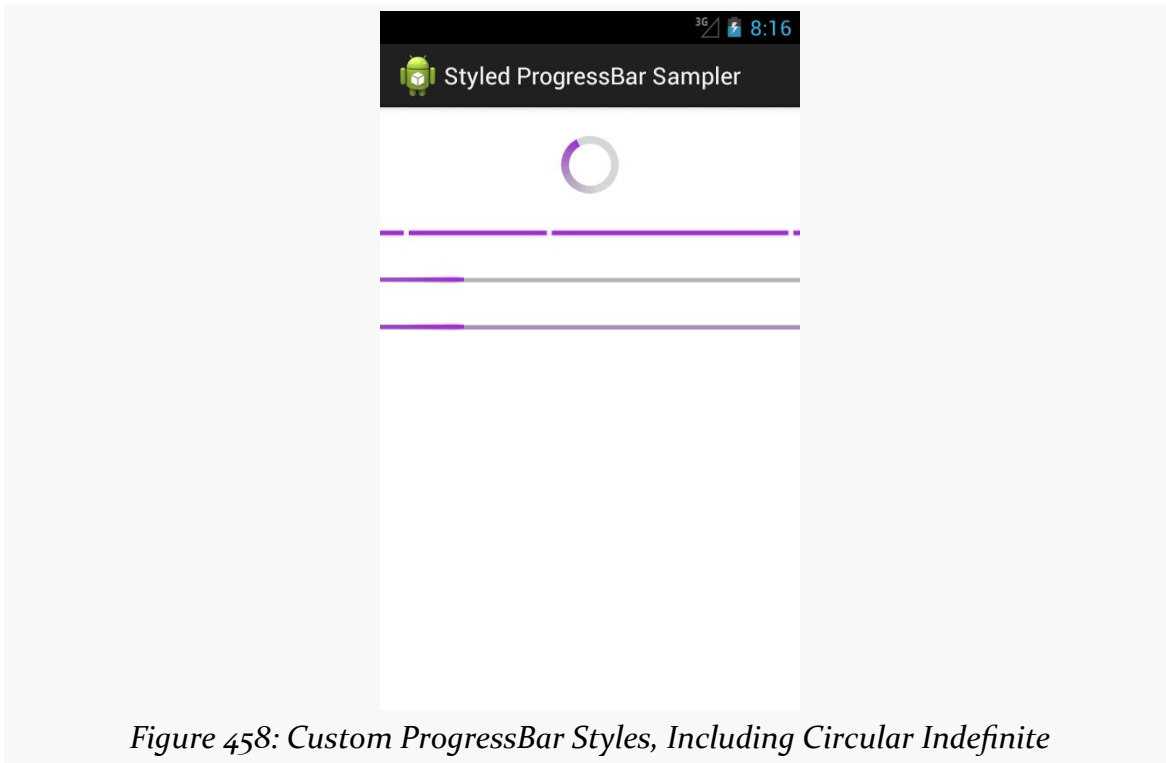 3G 8:16
Styled ProgressBar Sampler
Figure 458: Custom ProgressBar Styles, Including Circular Indefinite